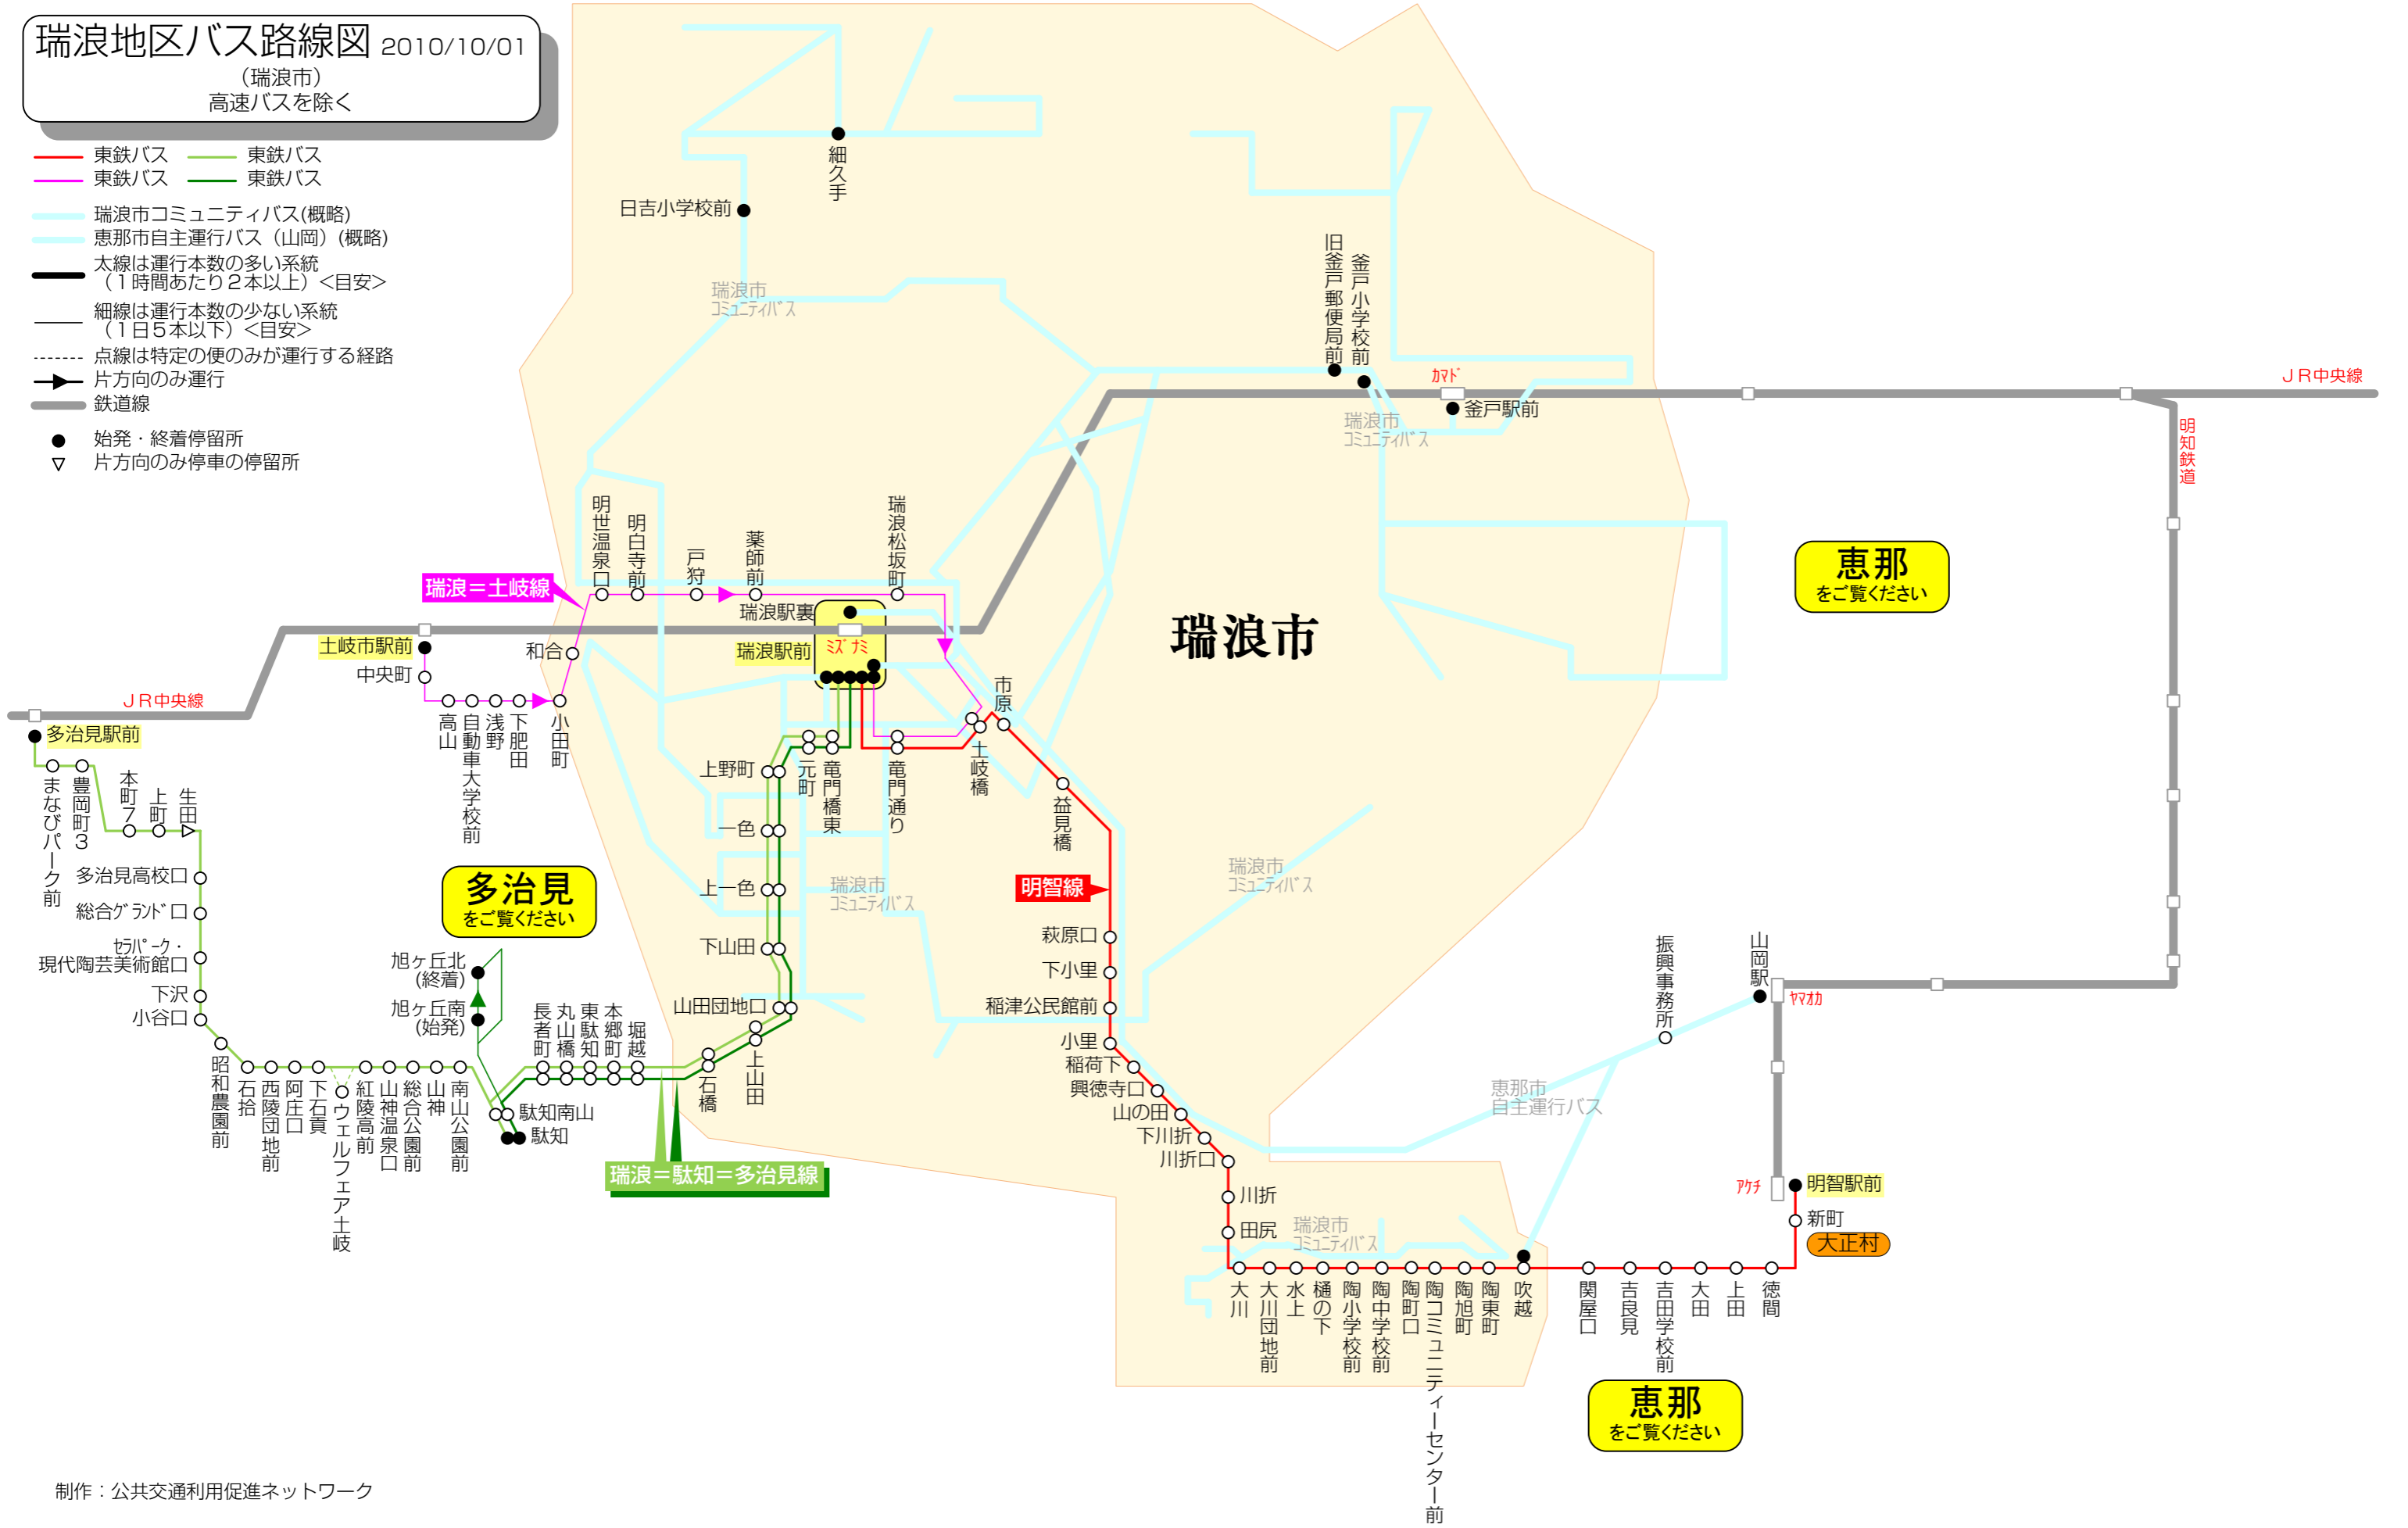 瑞浪地区バス路線図 2010/10/01
（瑞浪市）
高速バスを除く
東鉄バス
東鉄バス
東鉄バス
東鉄バス
瑞浪市コミュニティバス(概略)
恵那市自主運行バス（山岡）(概略)
太線は運行本数の多い系統
（１時間あたり２本以上）<目安>
細線は運行本数の少ない系統
（１日５本以下）<目安>
点線は特定の便のみが運行する経路
片方向のみ運行
鉄道線
始発・終着停留所
片方向のみ停車の停留所
細久手
日吉小学校前
瑞浪市
ｺﾐｭﾆﾃｨﾊﾞｽ
旧釜戸郵便局前
釜戸小学校前
ｶﾏﾄﾞ
釜戸駅前
瑞浪市
ｺﾐｭﾆﾃｨﾊﾞｽ
ＪＲ中央線
明知鉄道
恵那
をご覧ください
瑞浪市
明世温泉口
明白寺前
戸狩
薬師前
瑞浪松坂町
瑞浪＝土岐線
瑞浪駅裏
瑞浪駅前
ﾐｽﾞﾅﾐ
土岐市駅前
中央町
和合
高山
自動車大学校前
浅野
下肥田
小田町
ＪＲ中央線
多治見駅前
まなびパーク前
豊岡町３
本町７
上町
生田
多治見高校口
総合ｸﾞﾗﾝﾄﾞ口
ｾﾗﾊﾟｰｸ・
現代陶芸美術館口
下沢
小谷口
昭和農園前
石拾
西陵団地前
阿庄口
下石貢
ウェルフェア土岐
紅陵高前
山神温泉口
総合公園前
山神
南山公園前
多治見
をご覧ください
旭ヶ丘北
(終着)
旭ヶ丘南
(始発)
駄知南山
駄知
長者町
丸山橋
東駄知
本郷町
堀越
石橋
上山田
山田団地口
下山田
上一色
一色
上野町
元町
竜門橋東
竜門通り
土岐橋
市原
益見橋
瑞浪＝駄知＝多治見線
瑞浪市
ｺﾐｭﾆﾃｨﾊﾞｽ
瑞浪市
ｺﾐｭﾆﾃｨﾊﾞｽ
明智線
萩原口
下小里
稲津公民館前
小里
稲荷下
興徳寺口
山の田
下川折
川折口
川折
田尻
瑞浪市
ｺﾐｭﾆﾃｨﾊﾞｽ
大川
大川団地前
水上
樋の下
陶小学校前
陶中学校前
陶町口
陶コミュニティーセンター前
陶旭町
陶東町
吹越
関屋口
吉良見
吉田学校前
大田
上田
徳間
恵那市
自主運行バス
振興事務所
山岡駅
ﾔﾏｵｶ
ｱｹﾁ
明智駅前
新町
大正村
恵那
をご覧ください
制作：公共交通利用促進ネットワーク